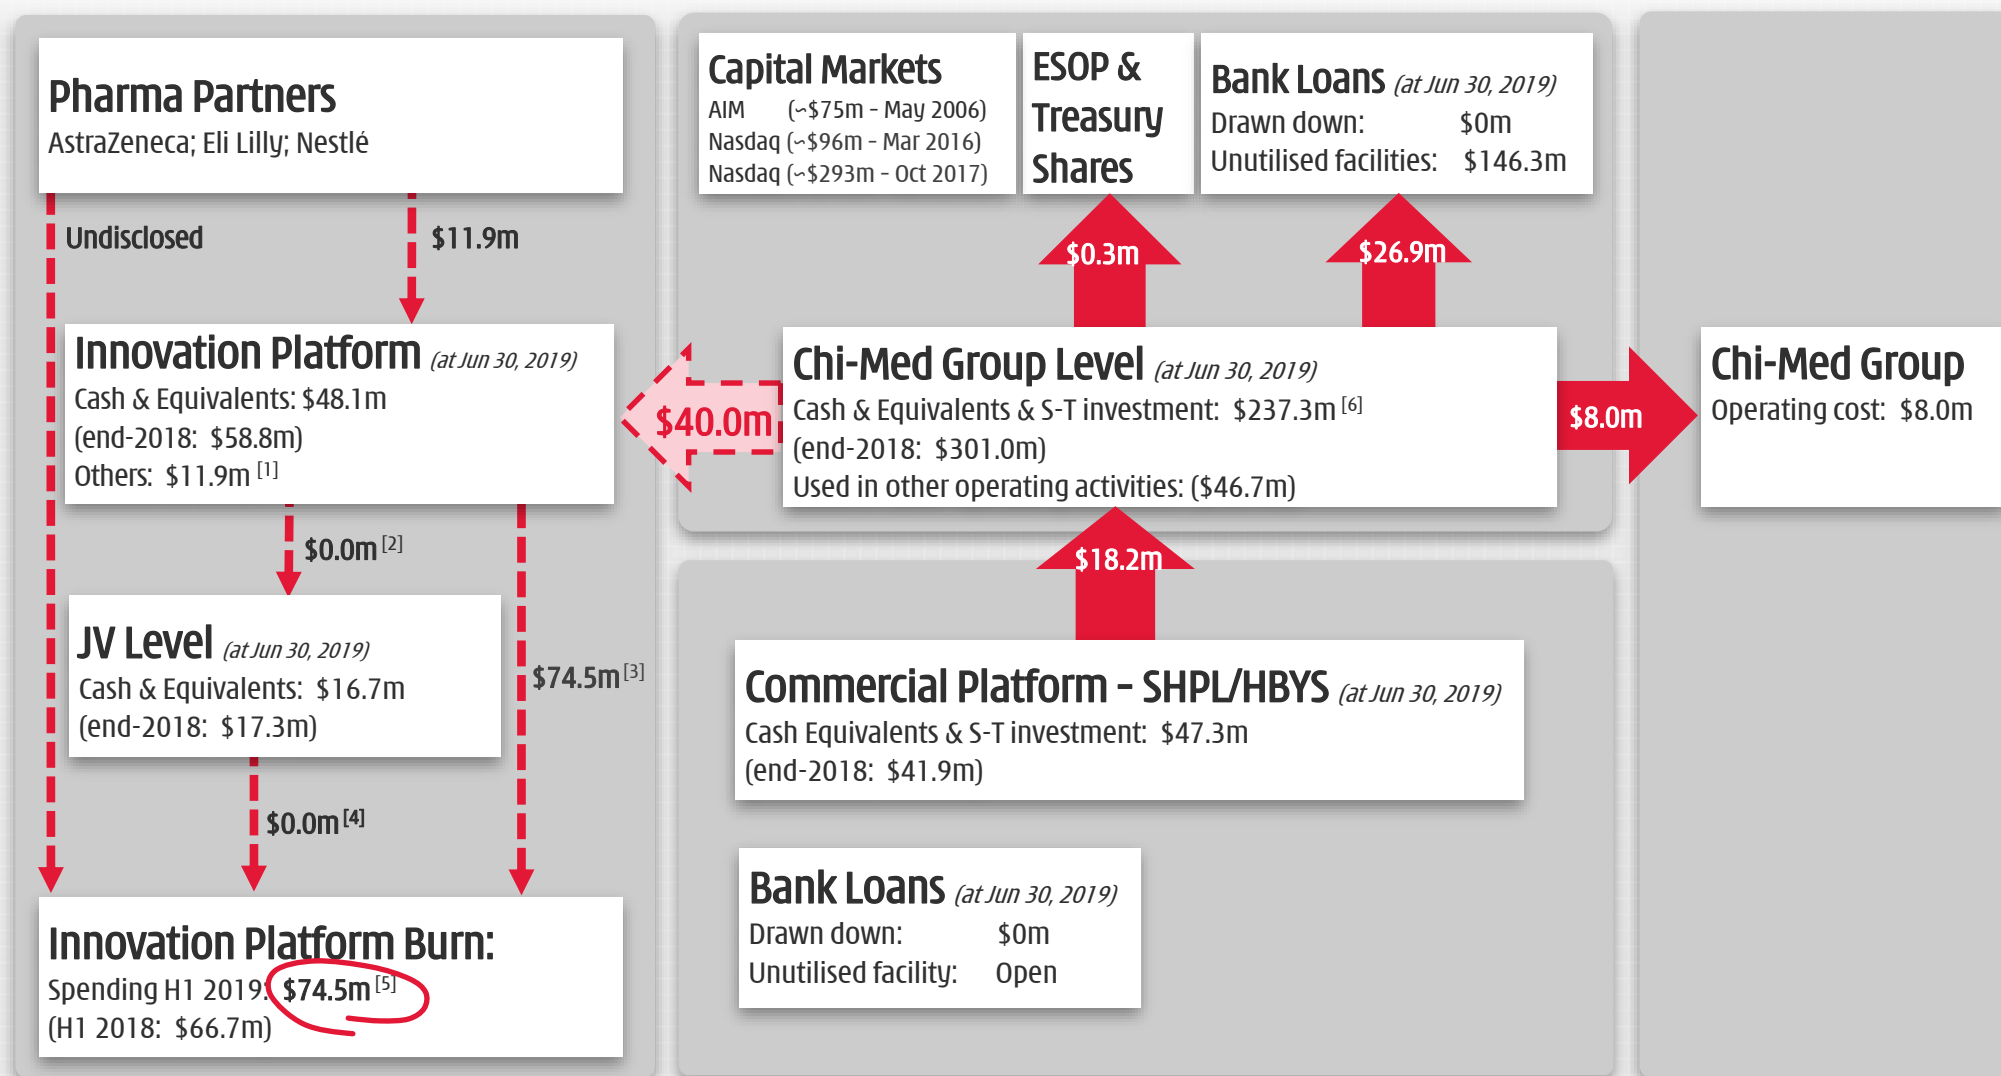 Pharma Partners
AstraZeneca; Eli Lilly; Nestlé
Undisclosed
$11.9m
Innovation Platform (at Jun 30, 2019)
Cash & Equivalents: $48.1m
(end-2018: $58.8m)
Others: $11.9m [1]
$0.0m [2]
JV Level (at Jun 30, 2019)
Cash & Equivalents: $16.7m
(end-2018: $17.3m)
$74.5m [3]
$0.0m [4]
Innovation Platform Burn:
Spending H1 2019: $74.5m [5]
(H1 2018: $66.7m)
Capital Markets
AIM (~$75m – May 2006)
Nasdaq (~$96m – Mar 2016)
Nasdaq (~$293m – Oct 2017)
ESOP &
Treasury
Shares
Bank Loans (at Jun 30, 2019)
Drawn down: $0m
Unutilised facilities: $146.3m
$0.3m
$26.9m
$40.0m
Chi-Med Group Level (at Jun 30, 2019)
Cash & Equivalents & S-T investment: $237.3m [6]
(end-2018: $301.0m)
Used in other operating activities: ($46.7m)
$8.0m
Chi-Med Group
Operating cost: $8.0m
$18.2m
Commercial Platform – SHPL/HBYS (at Jun 30, 2019)
Cash Equivalents & S-T investment: $47.3m
(end-2018: $41.9m)
Bank Loans (at Jun 30, 2019)
Drawn down: $0m
Unutilised facility: Open